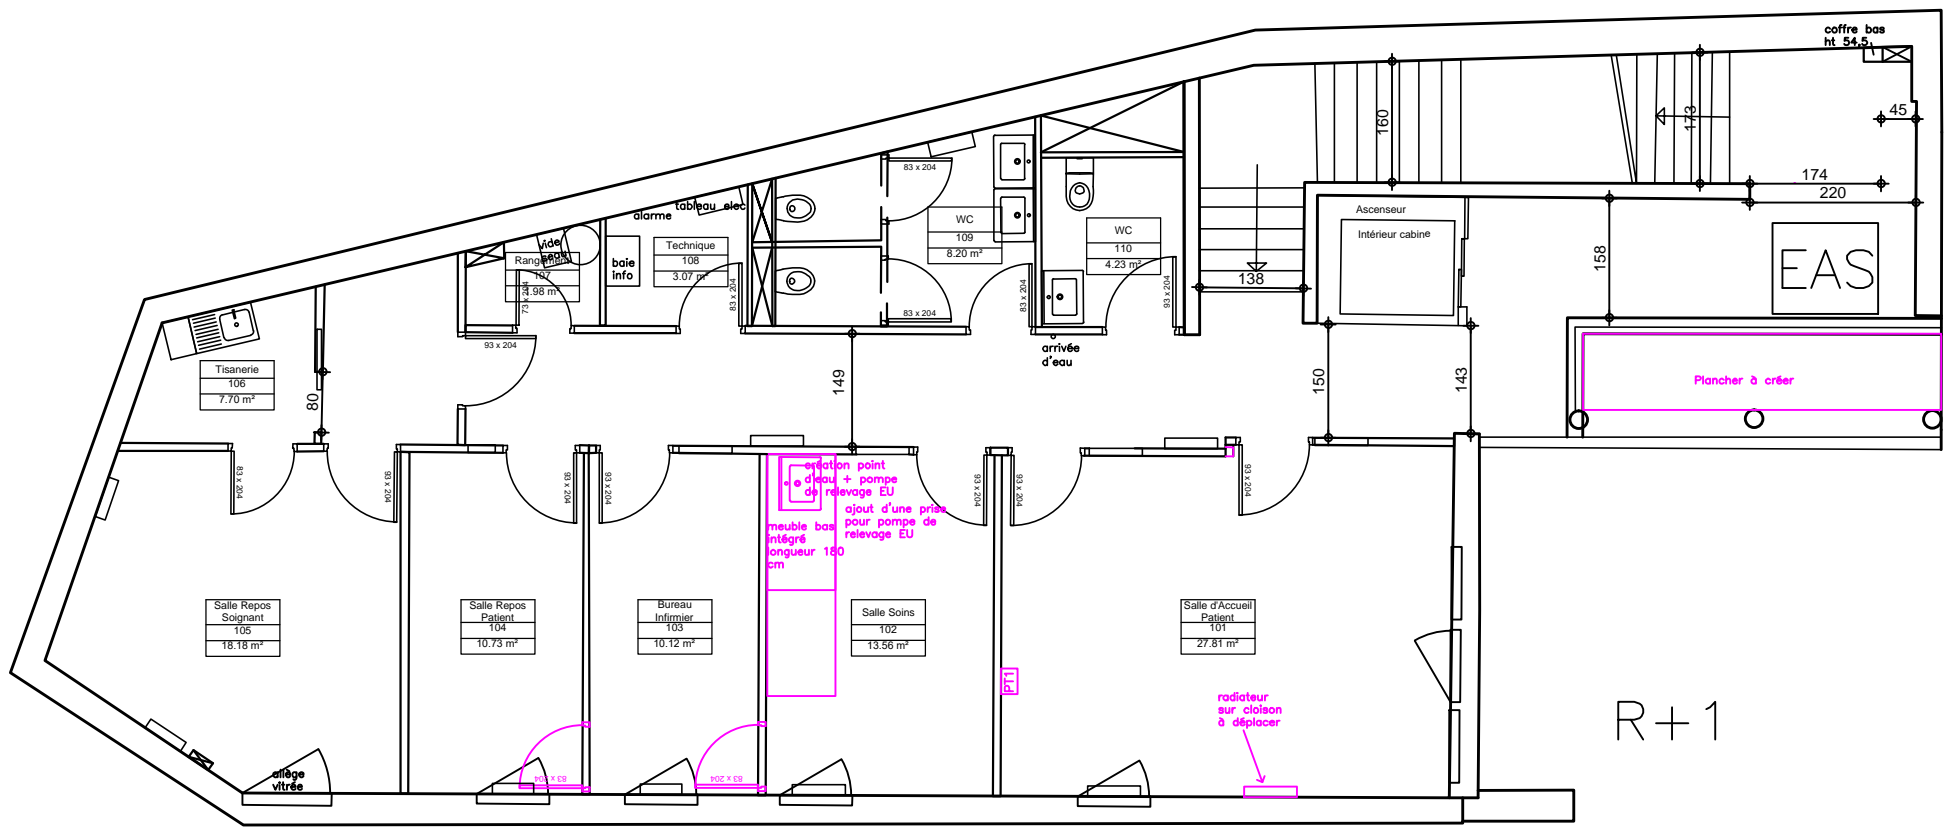 coffre bas
ht 54,5
45
160
173
174
220
Ascenseur
Intérieur cabine
158
EAS
138
83 x 204
WC
109
8.20 m²
WC
110
4.23 m²
tableau elec
alarme
vide
seau
baie
info
Technique
108
3.07 m²
Rangement
107
.98 m²
73 x 204
83 x 204
83 x 204
83 x 204
93 x 204
93 x 204
arrivée
d'eau
149
150
143
Plancher à créer
Tisanerie
106
7.70 m²
80
83 x 204
93 x 204
93 x 204
93 x 204
93 x 204
93 x 204
93 x 204
création point
d'eau + pompe
de relevage EU
ajout d'une prise
pour pompe de
relevage EU
meuble bas
intégré
longueur 180
cm
Salle Repos
Soignant
105
18.18 m²
Salle Repos
Patient
104
10.73 m²
Bureau
Infirmier
103
10.12 m²
Salle Soins
102
13.56 m²
Salle d'Accueil
Patient
101
27.81 m²
PT1
radiateur
sur cloison
à déplacer
R+1
allège
vitrée
83 x 204
83 x 204